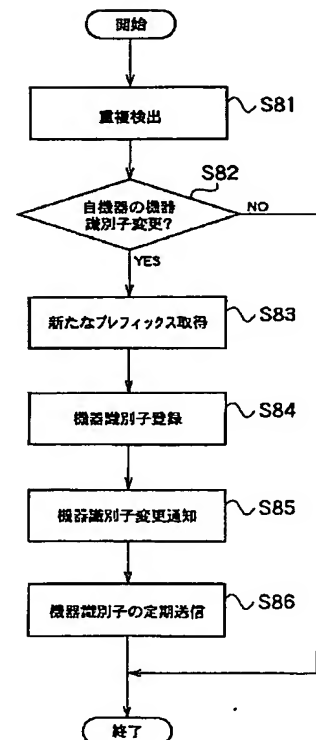 開始
重複検出
S81
S82
自機器の機器
識別子変更?
NO
YES
新たなプレフィックス取得
S83
機器識別子登録
S84
機器識別子変更通知
S85
機器識別子の定期送信
S86
終了